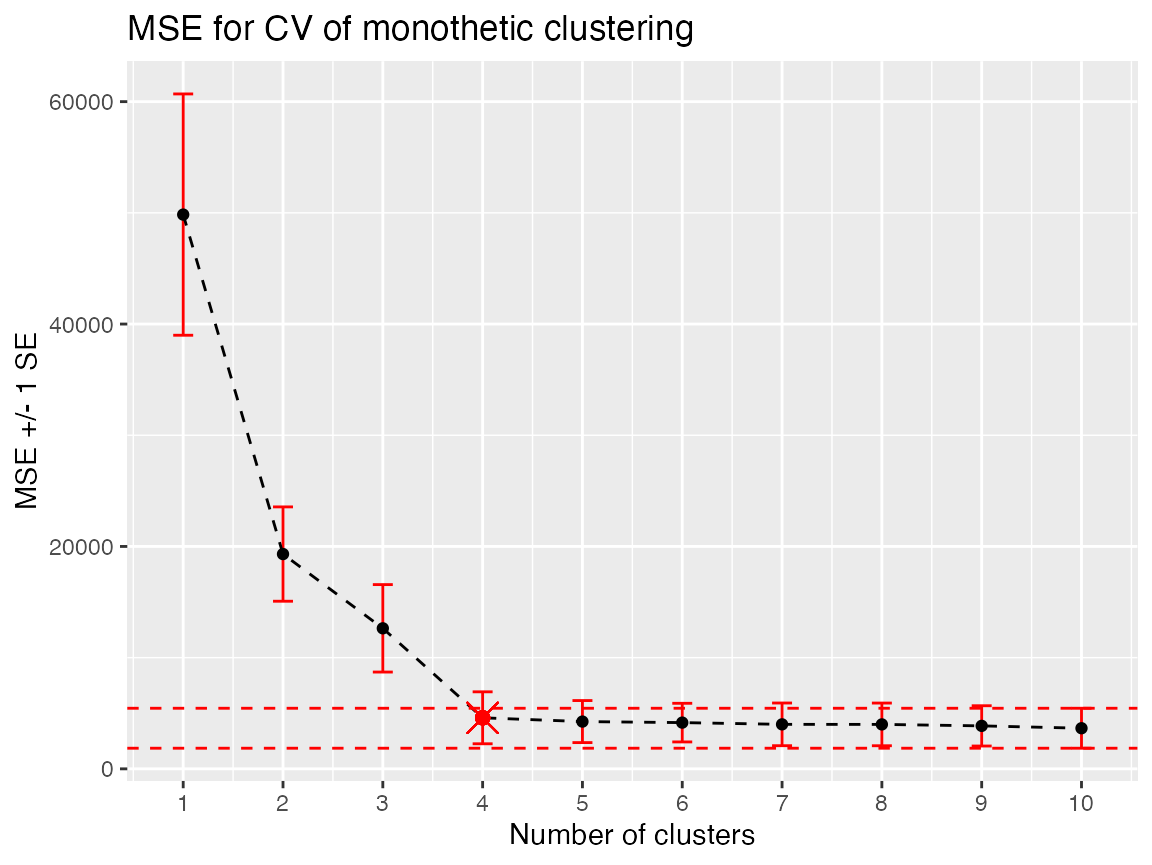 MSE for CV of monothetic clustering
MSE +/- 1 SE
60000
40000
20000
0
1 2 3 4 5 6 7 8 9 10
Number of clusters